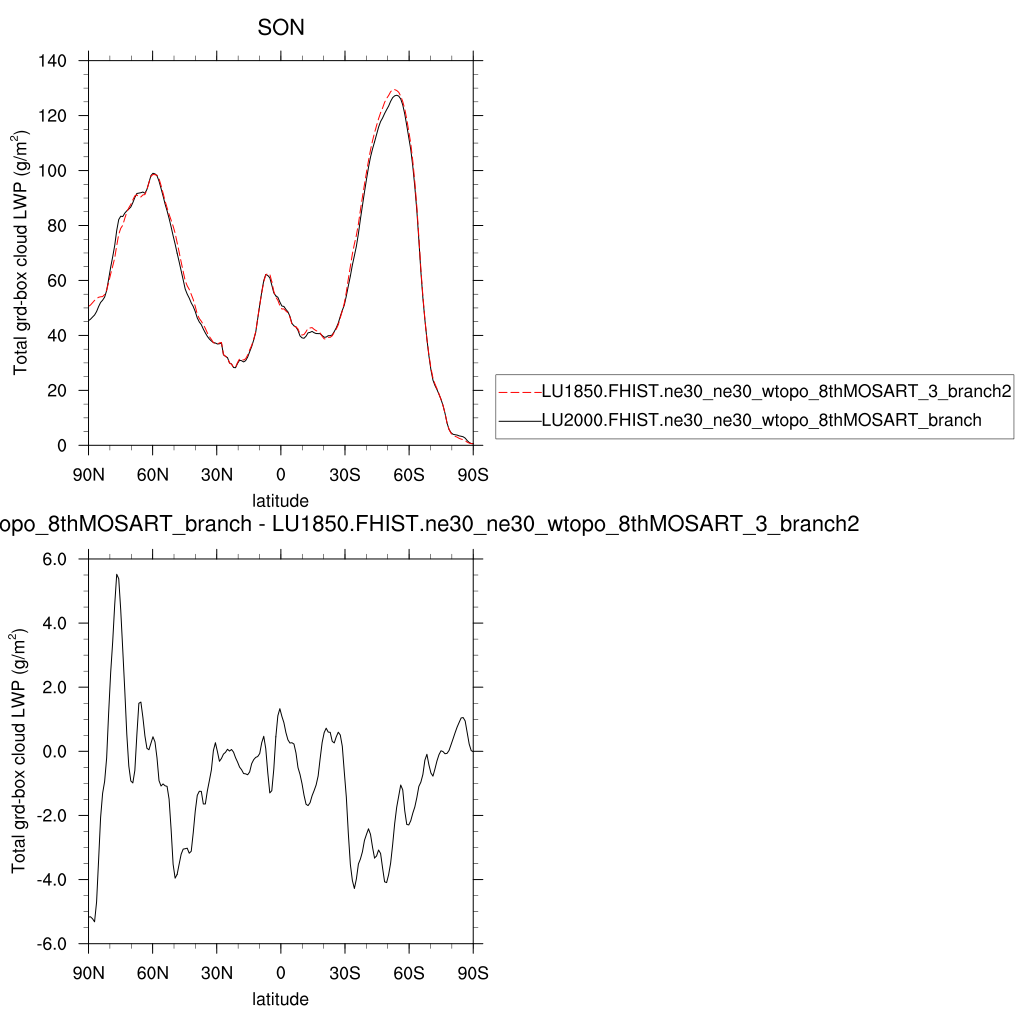 SON
Total grd-box cloud LWP (g/m²)
140
120
100
80
60
40
20
0
90N 60N 30N 0 30S 60S 90S
latitude
LU1850.FHIST.ne30_ne30_wtopo_8thMOSART_3_branch2
LU2000.FHIST.ne30_ne30_wtopo_8thMOSART_branch
opo_8thMOSART_branch - LU1850.FHIST.ne30_ne30_wtopo_8thMOSART_3_branch2
Total grd-box cloud LWP (g/m²)
6.0
4.0
2.0
0.0
-2.0
-4.0
-6.0
90N 60N 30N 0 30S 60S 90S
latitude